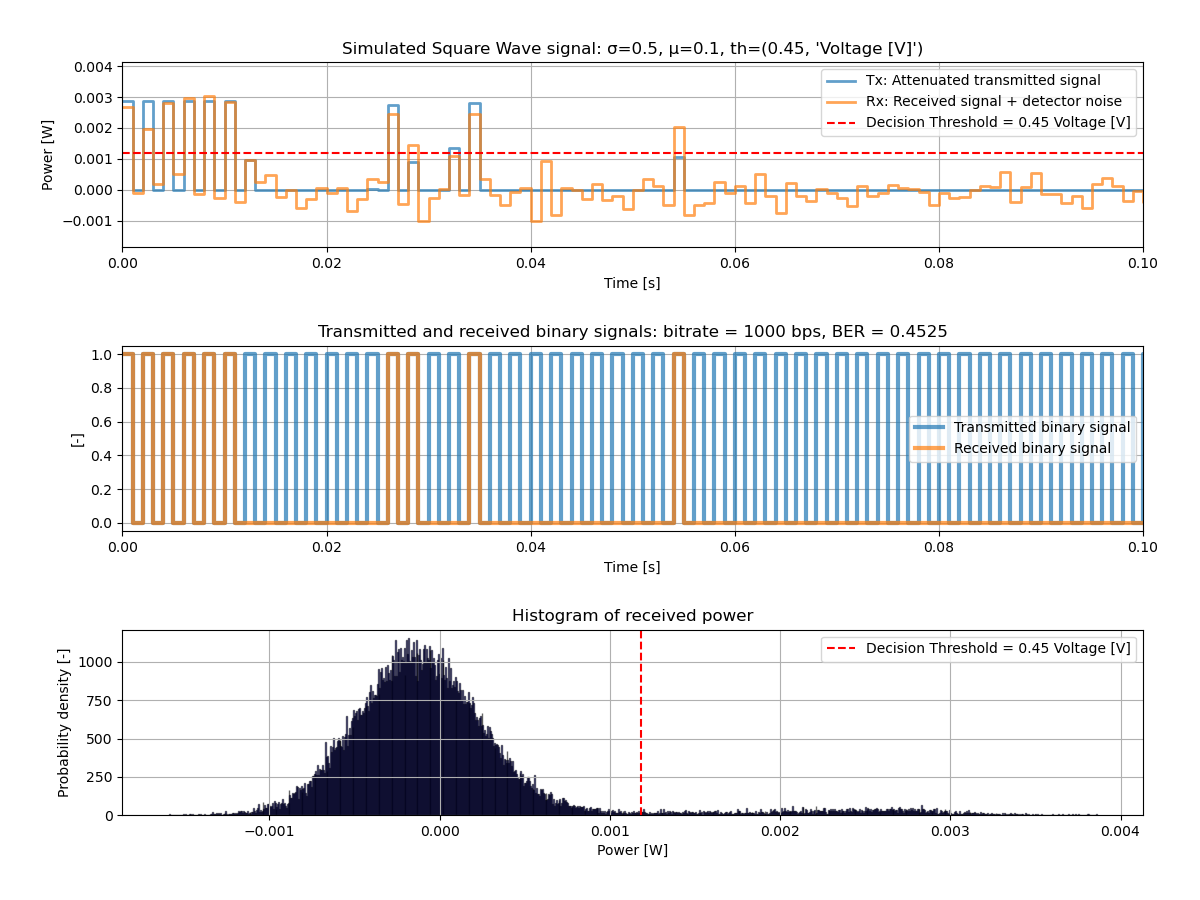 Simulated Square Wave signal: σ=0.5, μ=0.1, th=(0.45, 'Voltage [V]')
Power [W]
0.004
0.003
0.002
0.001
0.000
−0.001
Tx: Attenuated transmitted signal
Rx: Received signal + detector noise
Decision Threshold = 0.45 Voltage [V]
0.00 0.02 0.04 0.06 0.08 0.10
Time [s]
Transmitted and received binary signals: bitrate = 1000 bps, BER = 0.4525
[-]
1.0
0.8
0.6
0.4
0.2
0.0
Transmitted binary signal
Received binary signal
0.00 0.02 0.04 0.06 0.08 0.10
Time [s]
Histogram of received power
Probability density [-]
1000
750
500
250
0
Decision Threshold = 0.45 Voltage [V]
−0.001 0.000 0.001 0.002 0.003 0.004
Power [W]